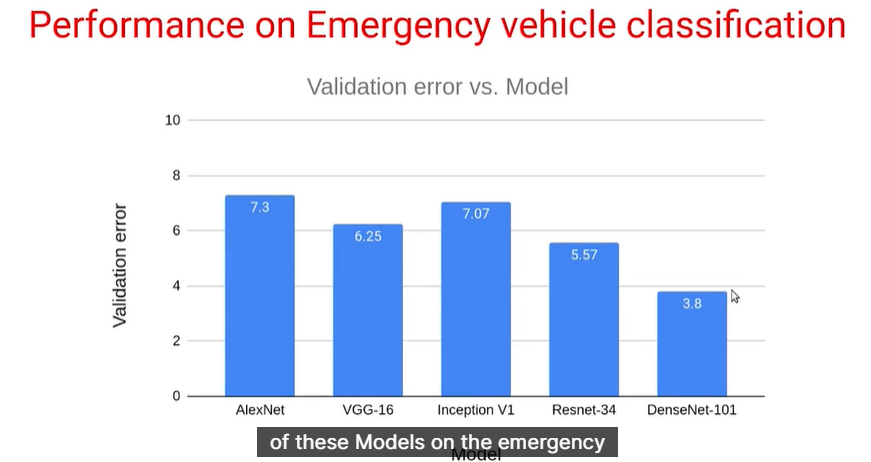 Performance on Emergency vehicle classification
Validation error vs. Model
10
8
6
4
2
0
Validation error
7.3
6.25
7.07
5.57
3.8
AlexNet
VGG-16
Inception V1
Resnet-34
DenseNet-101
of these Models on the emergency
Model